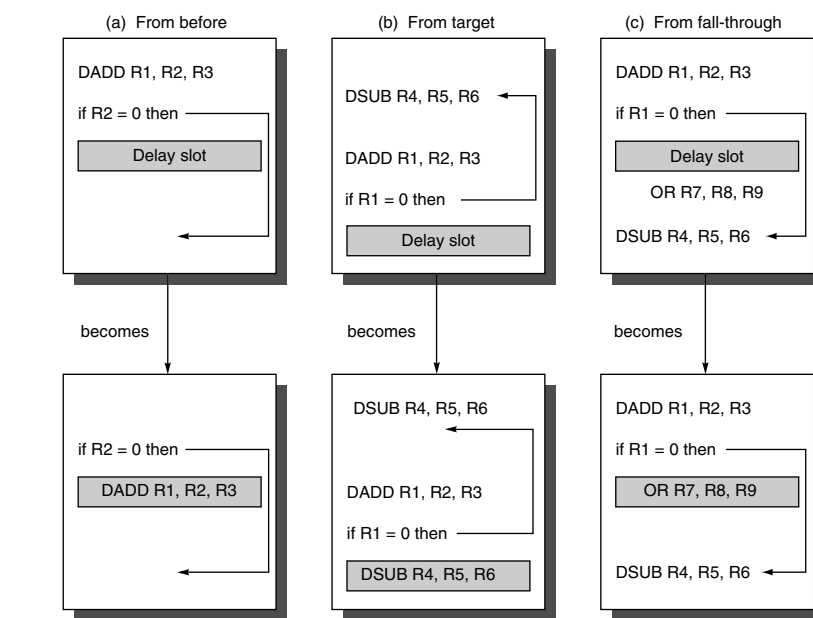 (a) From before
DADD R1, R2, R3
if R2 = 0 then
Delay slot
becomes
if R2 = 0 then
DADD R1, R2, R3
(b) From target
DSUB R4, R5, R6
DADD R1, R2, R3
if R1 = 0 then
Delay slot
becomes
DSUB R4, R5, R6
DADD R1, R2, R3
if R1 = 0 then
DSUB R4, R5, R6
(c) From fall-through
DADD R1, R2, R3
if R1 = 0 then
Delay slot
OR R7, R8, R9
DSUB R4, R5, R6
becomes
DADD R1, R2, R3
if R1 = 0 then
OR R7, R8, R9
DSUB R4, R5, R6